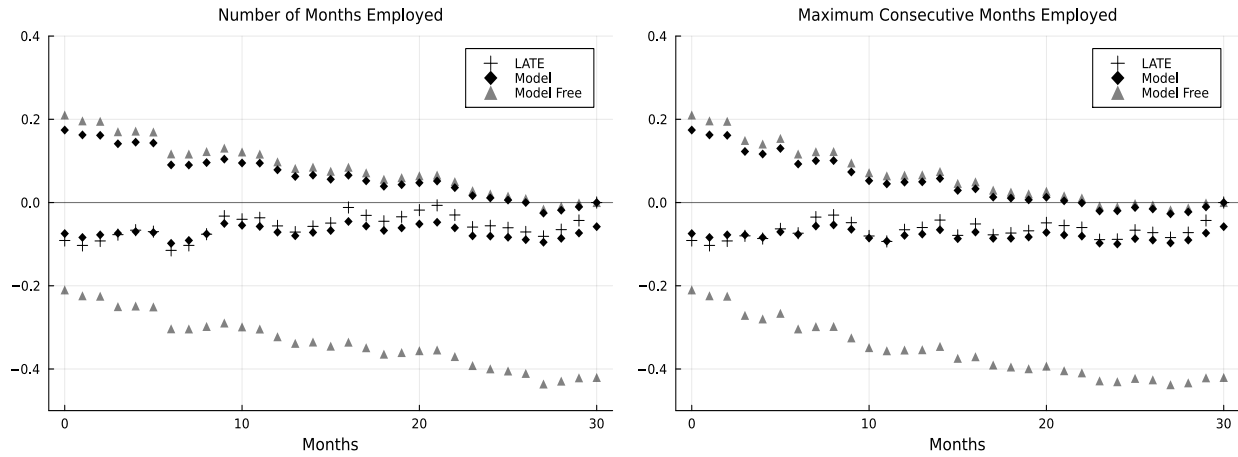 Number of Months Employed
0.4
0.2
0.0
−0.2
−0.4
LATE
Model
Model Free
0
10
20
30
Months
Maximum Consecutive Months Employed
0.4
0.2
0.0
−0.2
−0.4
LATE
Model
Model Free
0
10
20
30
Months